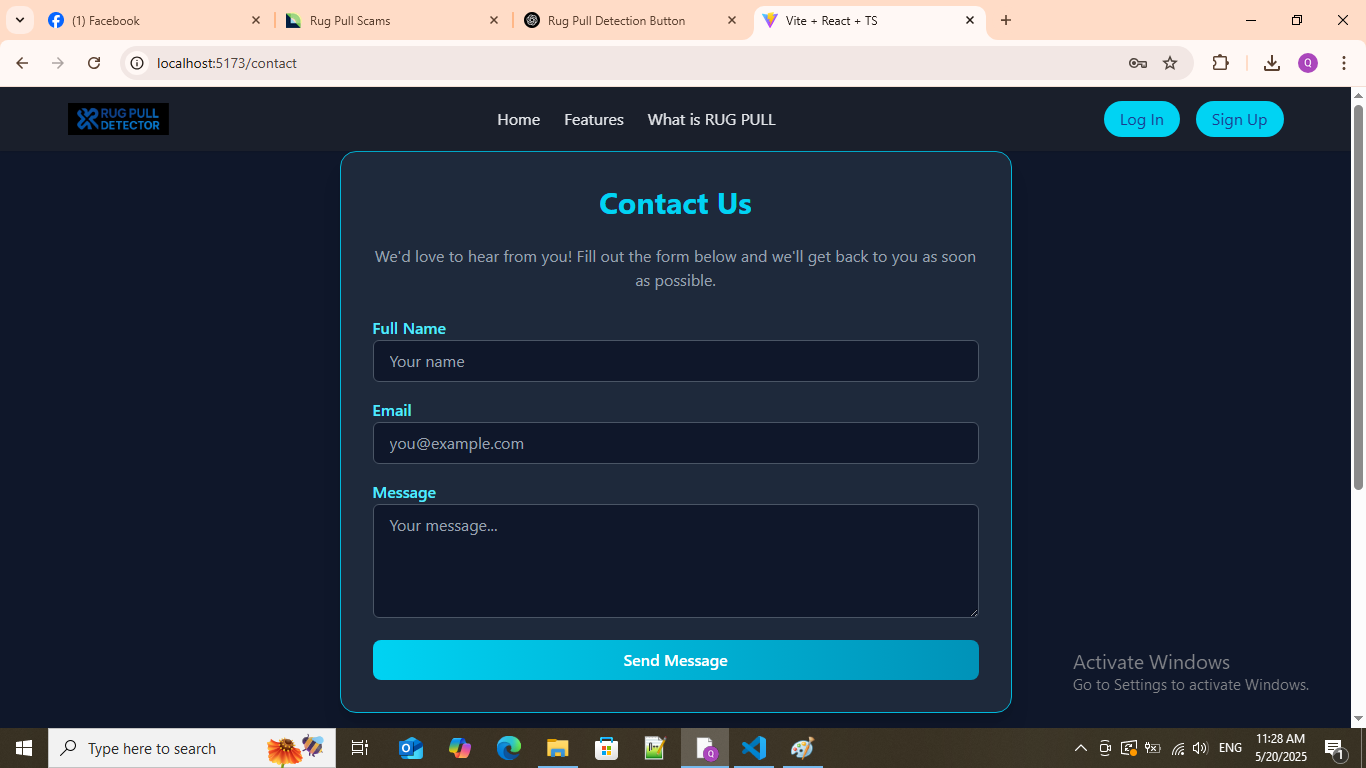 (1) Facebook
Rug Pull Scams
Rug Pull Detection Button
Vite + React + TS
localhost:5173/contact
Q
RUG PULL
DETECTOR
Home
Features
What is RUG PULL
Log In
Sign Up
Contact Us
We'd love to hear from you! Fill out the form below and we'll get back to you as soon
as possible.
Full Name
Your name
Email
you@example.com
Message
Your message...
Send Message
Activate Windows
Go to Settings to activate Windows.
Type here to search
ENG
11:28 AM
5/20/2025
1